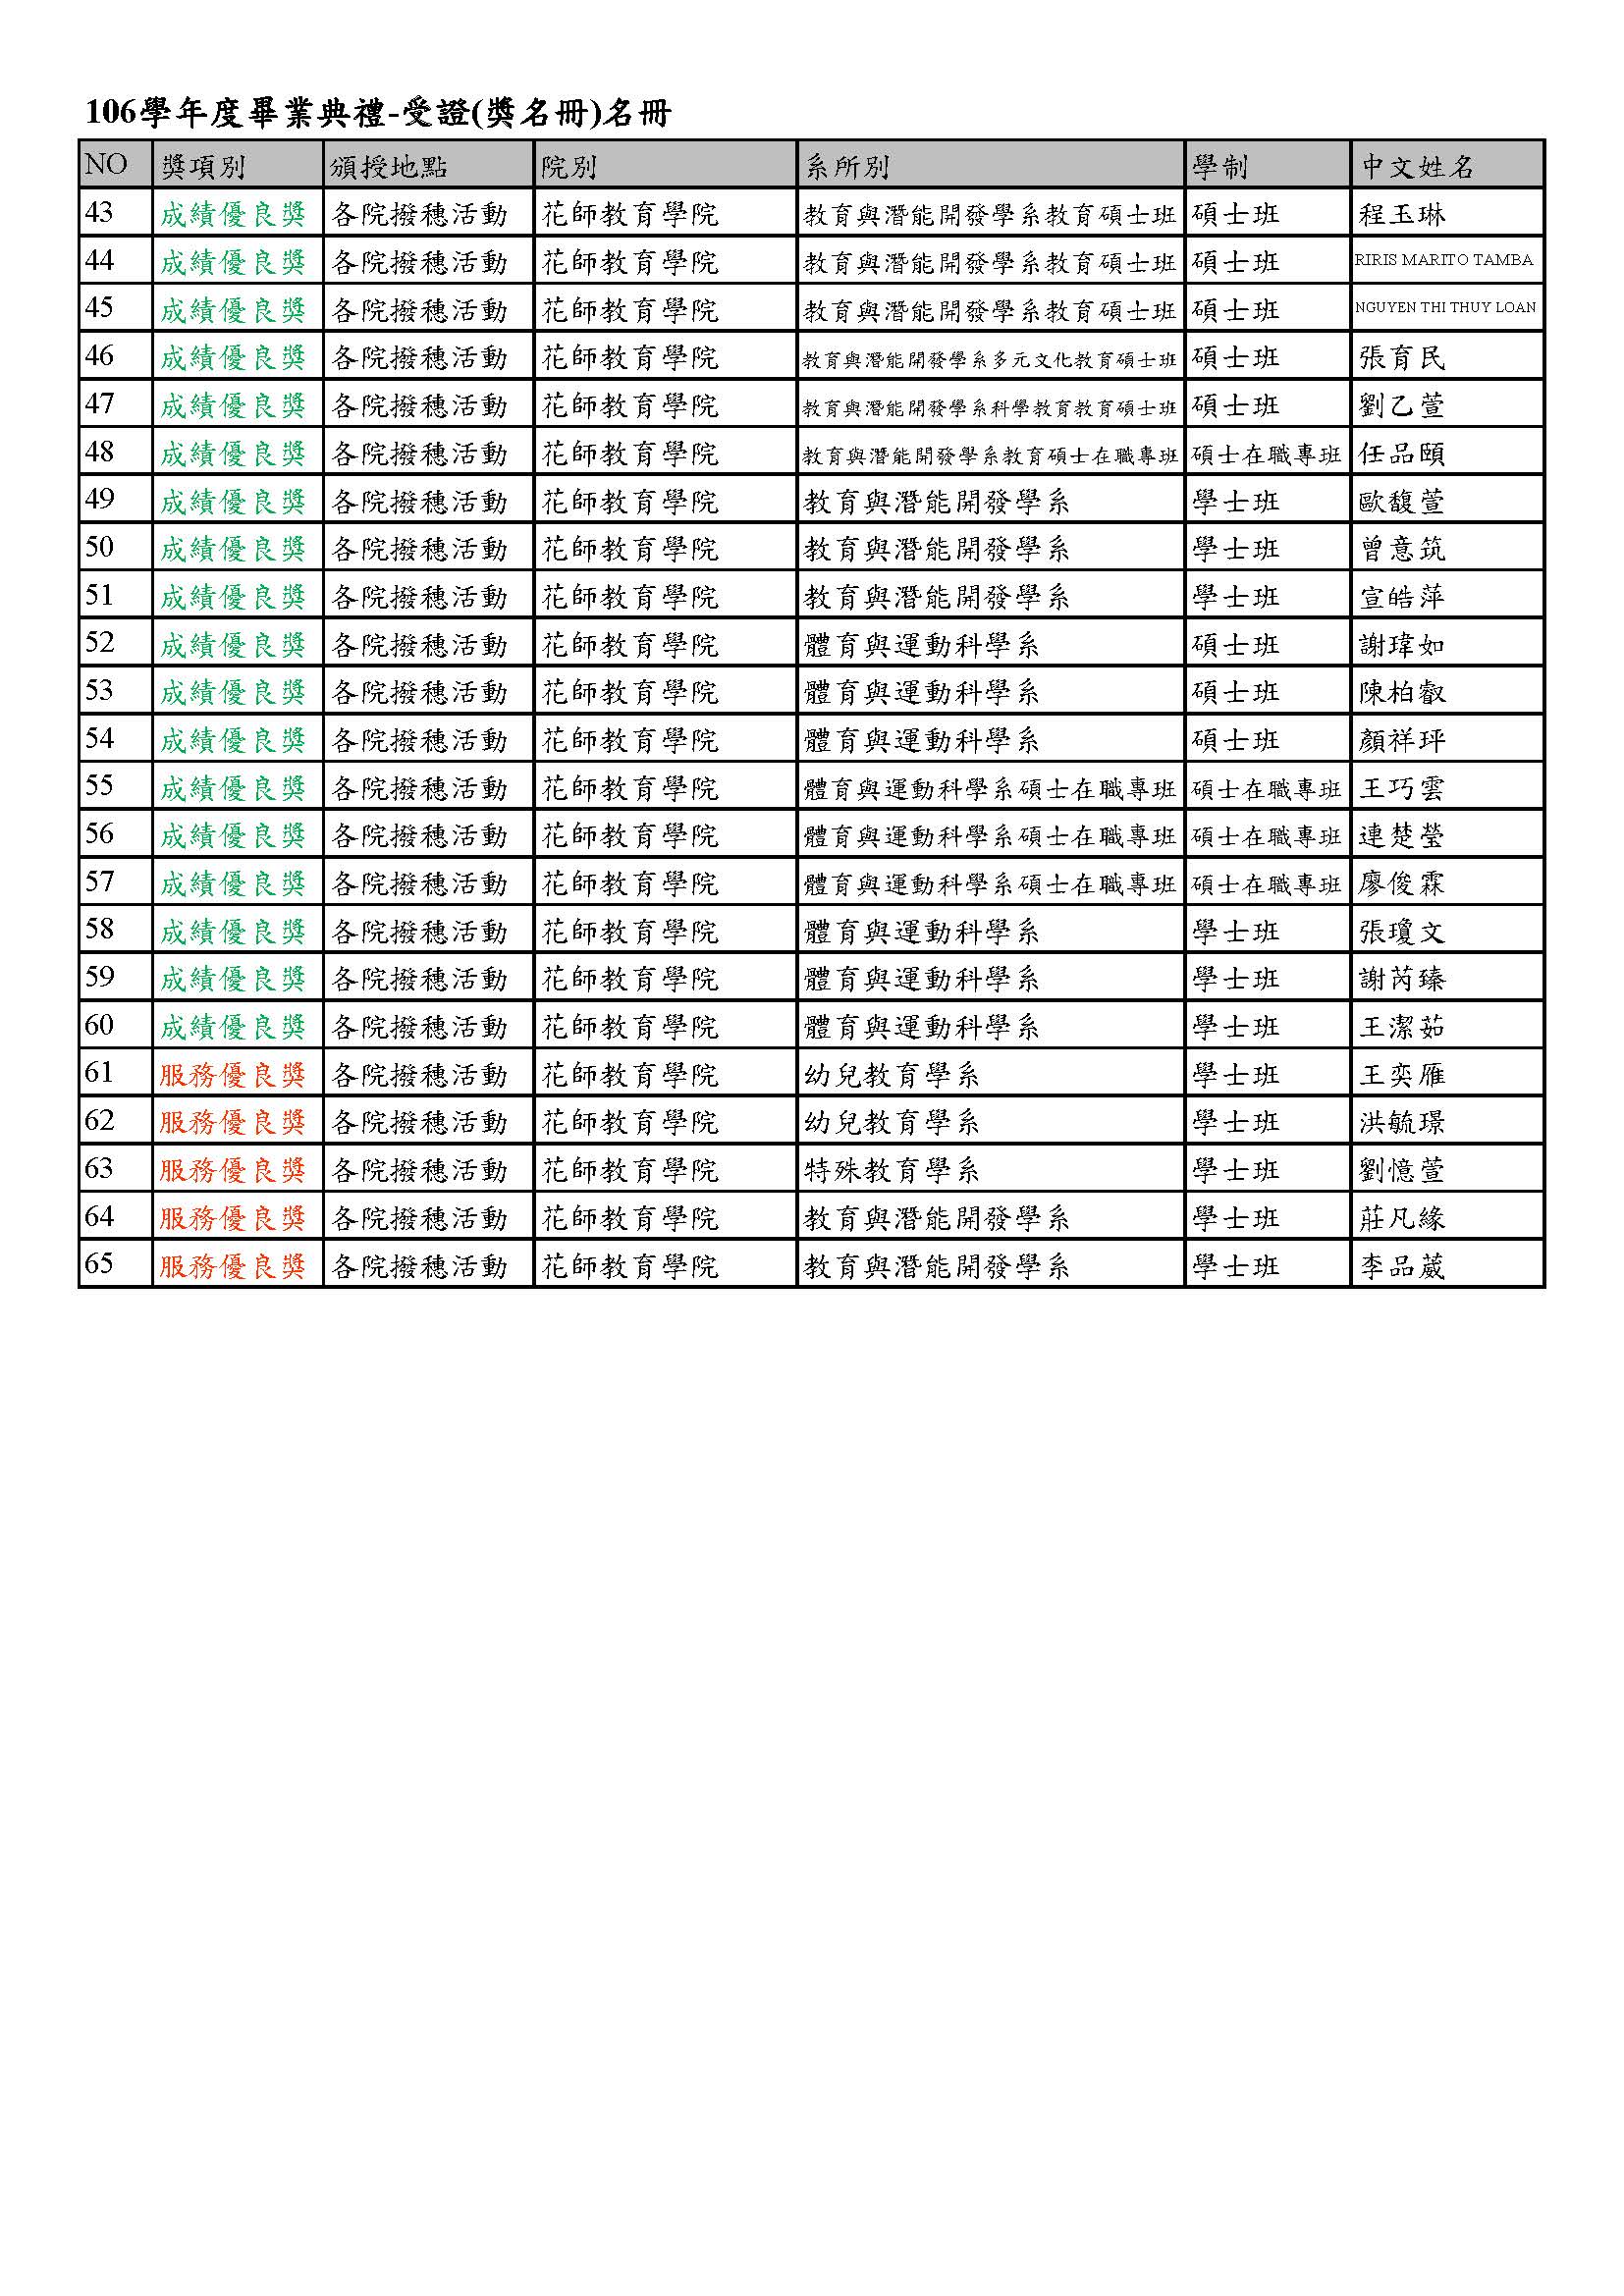 106學年度畢業典禮-受證(獎名冊)名冊
NO 獎項別 頒授地點 院別 系所別 學制 中文姓名
43 成績優良獎 各院撥穗活動 花師教育學院 教育與潛能開發學系教育碩士班 碩士班 程玉琳
44 成績優良獎 各院撥穗活動 花師教育學院 教育與潛能開發學系教育碩士班 碩士班 RIRIS MARITO TAMBA
45 成績優良獎 各院撥穗活動 花師教育學院 教育與潛能開發學系教育碩士班 碩士班 NGUYEN THI THUY LOAN
46 成績優良獎 各院撥穗活動 花師教育學院 教育與潛能開發學系多元文化教育碩士班 碩士班 張育民
47 成績優良獎 各院撥穗活動 花師教育學院 教育與潛能開發學系科學教育教育碩士班 碩士班 劉乙萱
48 成績優良獎 各院撥穗活動 花師教育學院 教育與潛能開發學系教育碩士在職專班 碩士在職專班 任品頤
49 成績優良獎 各院撥穗活動 花師教育學院 教育與潛能開發學系 學士班 歐馥萱
50 成績優良獎 各院撥穗活動 花師教育學院 教育與潛能開發學系 學士班 曾意筑
51 成績優良獎 各院撥穗活動 花師教育學院 教育與潛能開發學系 學士班 宣皓萍
52 成績優良獎 各院撥穗活動 花師教育學院 體育與運動科學系 碩士班 謝瑋如
53 成績優良獎 各院撥穗活動 花師教育學院 體育與運動科學系 碩士班 陳柏叡
54 成績優良獎 各院撥穗活動 花師教育學院 體育與運動科學系 碩士班 顏祥玶
55 成績優良獎 各院撥穗活動 花師教育學院 體育與運動科學系碩士在職專班 碩士在職專班 王巧雲
56 成績優良獎 各院撥穗活動 花師教育學院 體育與運動科學系碩士在職專班 碩士在職專班 連楚瑩
57 成績優良獎 各院撥穗活動 花師教育學院 體育與運動科學系碩士在職專班 碩士在職專班 廖俊霖
58 成績優良獎 各院撥穗活動 花師教育學院 體育與運動科學系 學士班 張瓊文
59 成績優良獎 各院撥穗活動 花師教育學院 體育與運動科學系 學士班 謝芮臻
60 成績優良獎 各院撥穗活動 花師教育學院 體育與運動科學系 學士班 王潔茹
61 服務優良獎 各院撥穗活動 花師教育學院 幼兒教育學系 學士班 王奕雁
62 服務優良獎 各院撥穗活動 花師教育學院 幼兒教育學系 學士班 洪毓璟
63 服務優良獎 各院撥穗活動 花師教育學院 特殊教育學系 學士班 劉憶萱
64 服務優良獎 各院撥穗活動 花師教育學院 教育與潛能開發學系 學士班 莊凡緣
65 服務優良獎 各院撥穗活動 花師教育學院 教育與潛能開發學系 學士班 李品葳